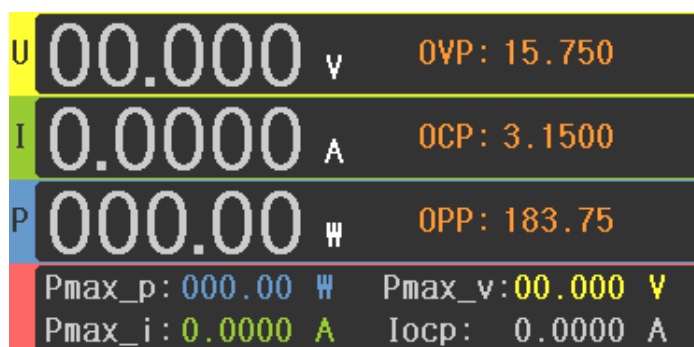 U 00.000 V OVP: 15.750
I 0.0000 A OCP: 3.1500
P 000.00 W OPP: 183.75
Pmax_p: 000.00 W Pmax_v: 00.000 V
Pmax_i: 0.0000 A Iocp: 0.0000 A